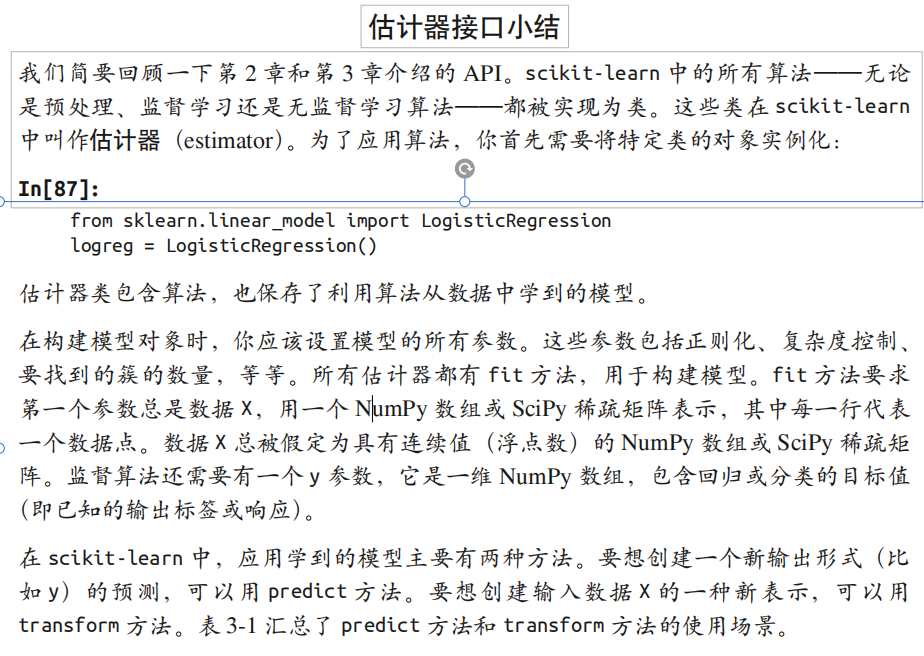 估计器接口小结
我们简要回顾一下第 2 章和第 3 章介绍的 API。scikit-learn 中的所有算法——无论
是预处理、监督学习还是无监督学习算法——都被实现为类。这些类在 scikit-learn
中叫作估计器（estimator）。为了应用算法，你首先需要将特定类的对象实例化：
In[87]:
from sklearn.linear_model import LogisticRegression
logreg = LogisticRegression()
估计器类包含算法，也保存了利用算法从数据中学到的模型。
在构建模型对象时，你应该设置模型的所有参数。这些参数包括正则化、复杂度控制、
要找到的簇的数量，等等。所有估计器都有 fit 方法，用于构建模型。fit 方法要求
第一个参数总是数据 X，用一个 NumPy 数组或 SciPy 稀疏矩阵表示，其中每一行代表
一个数据点。数据 X 总被假定为具有连续值（浮点数）的 NumPy 数组或 SciPy 稀疏矩
阵。监督算法还需要有一个 y 参数，它是一维 NumPy 数组，包含回归或分类的目标值
（即已知的输出标签或响应）。
在 scikit-learn 中，应用学到的模型主要有两种方法。要想创建一个新输出形式（比
如 y）的预测，可以用 predict 方法。要想创建输入数据 X 的一种新表示，可以用
transform 方法。表 3-1 汇总了 predict 方法和 transform 方法的使用场景。